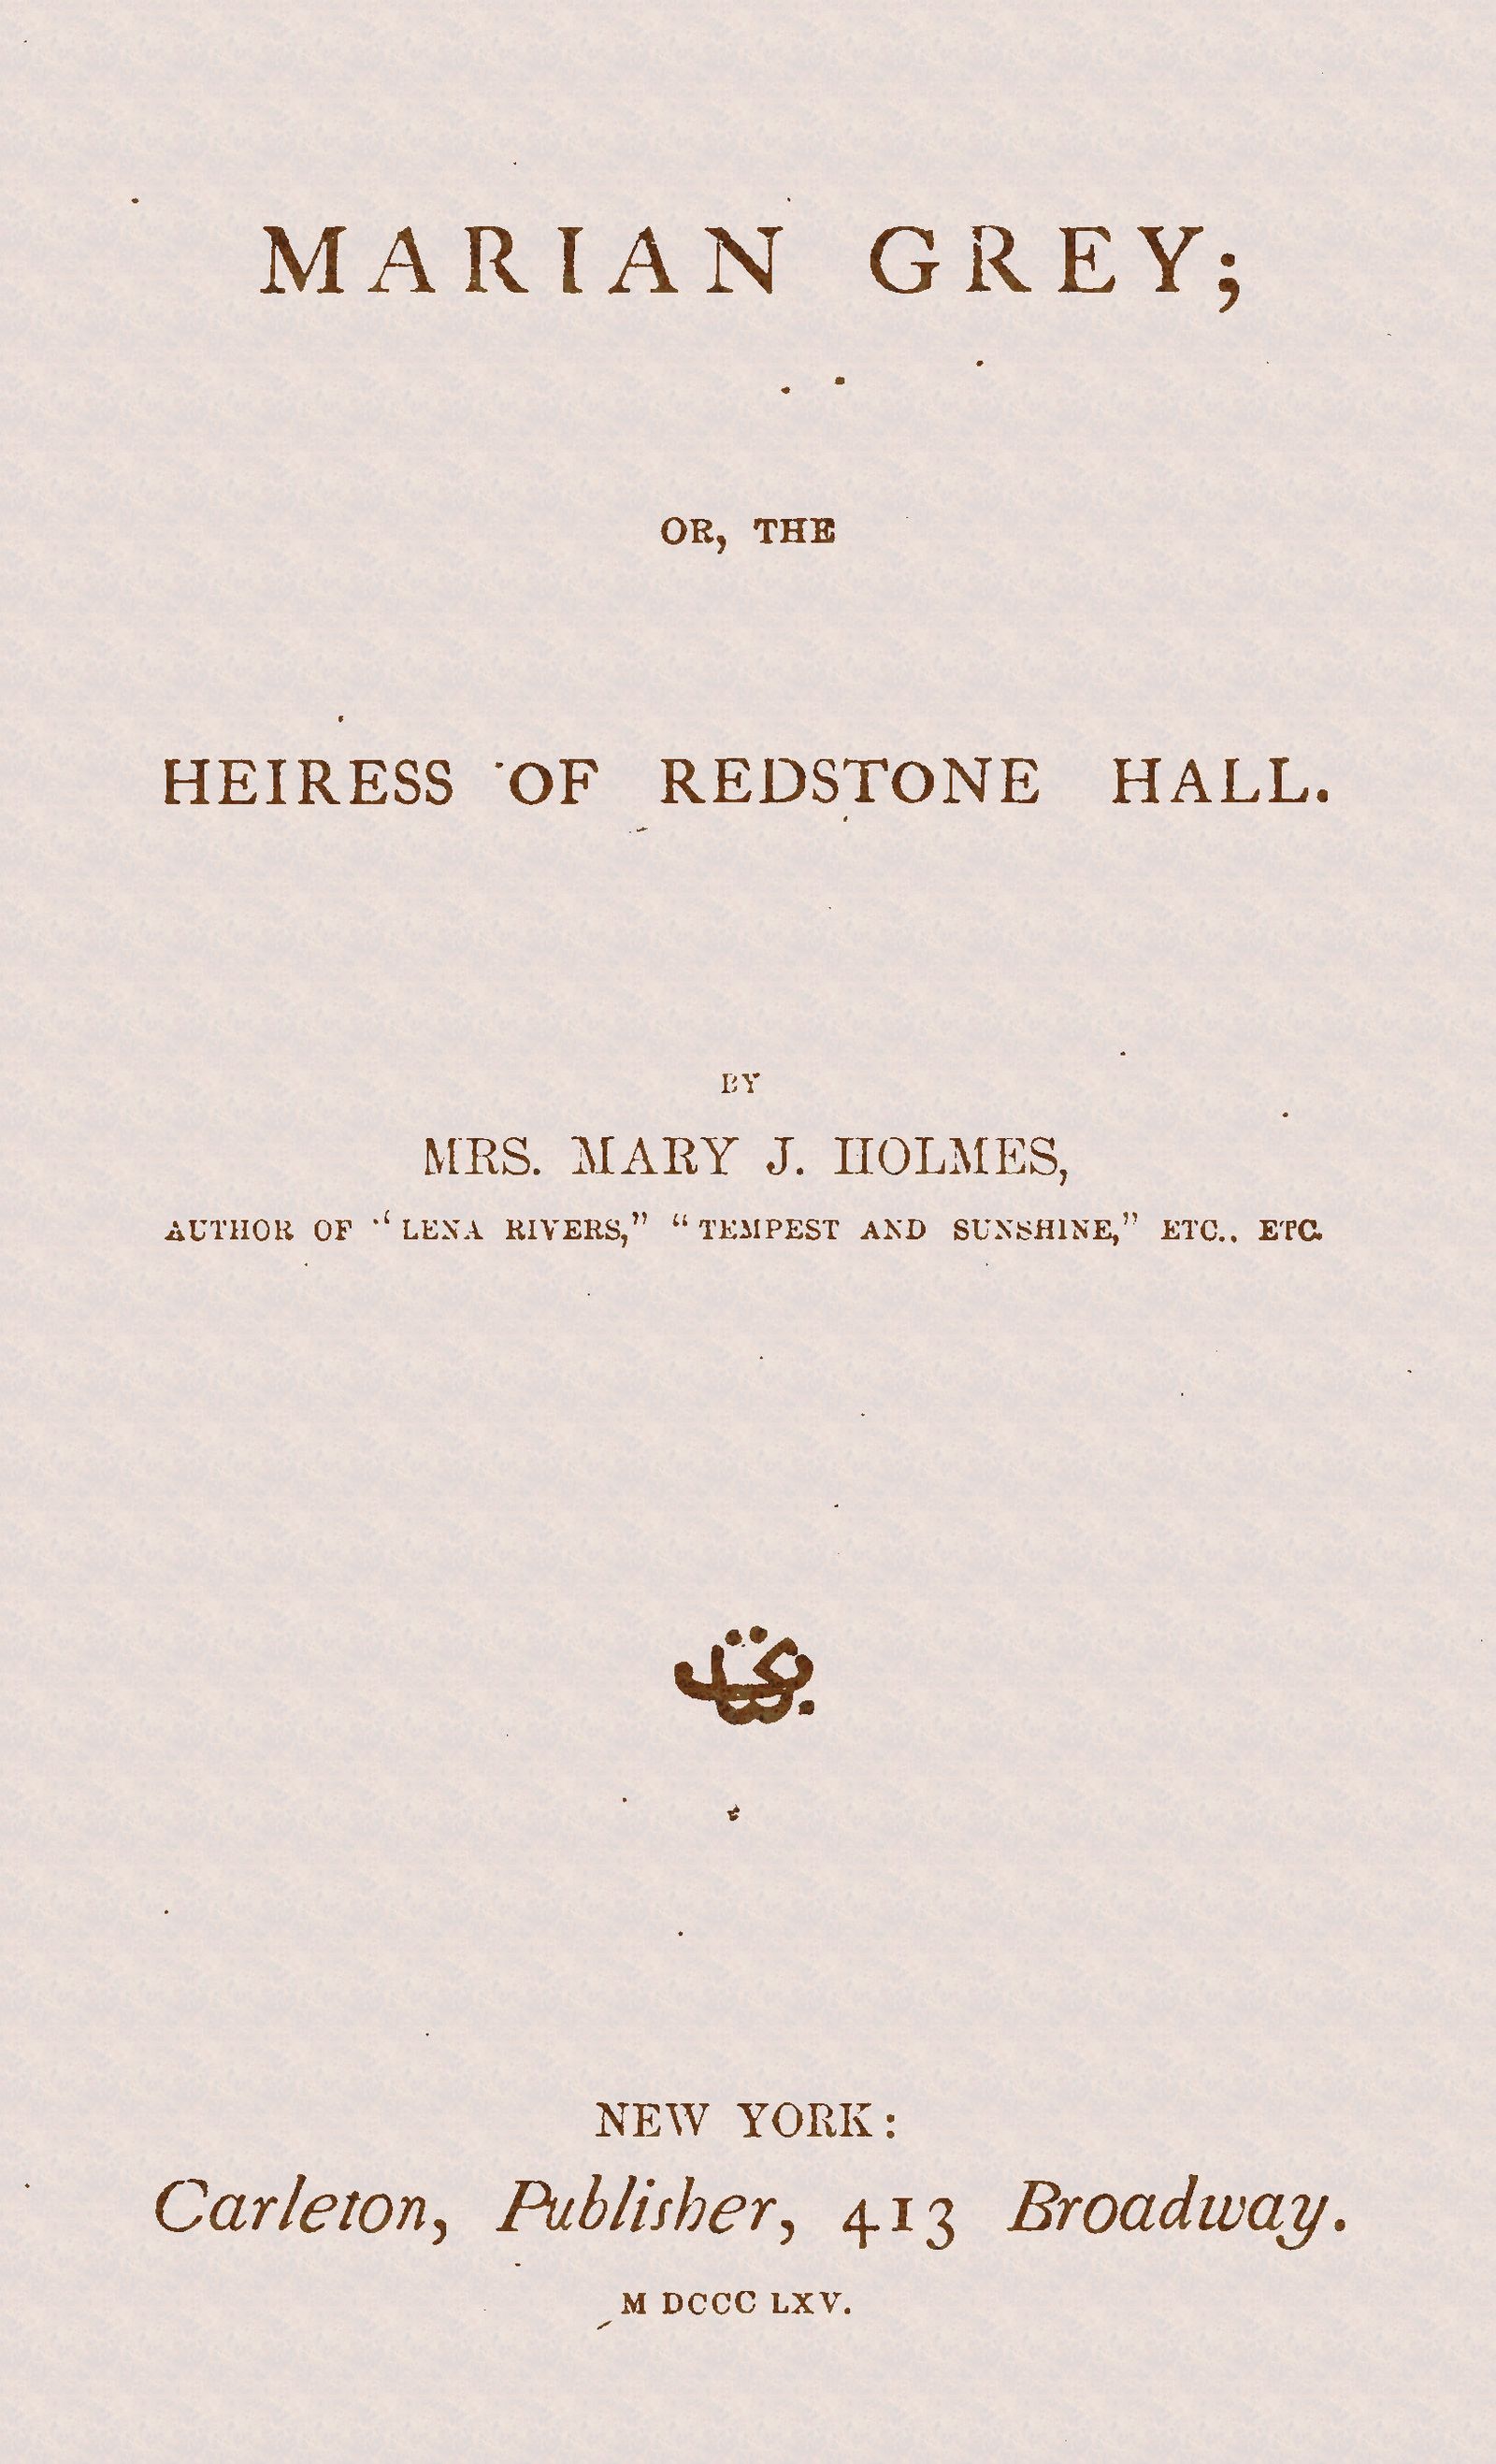 MARIAN GREY;
OR, THE
HEIRESS OF REDSTONE HALL.
BY
MRS. MARY J. HOLMES,
AUTHOR OF "LENA RIVERS," "TEMPEST AND SUNSHINE," ETC., ETC.
NEW YORK:
Carleton, Publisher, 413 Broadway.
M DCCC LXV.